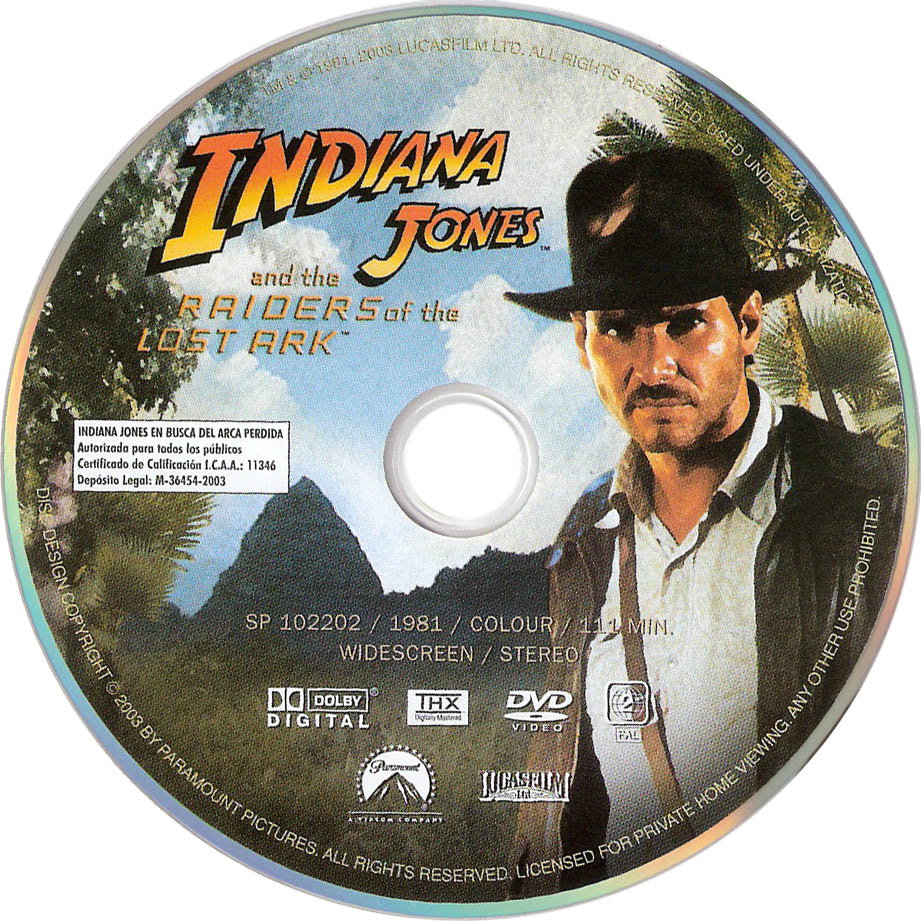 TM & © 1981, 2003 LUCASFILM LTD. ALL RIGHTS RESERVED. USED UNDER AUTHORIZATION.
INDIANA
JONES™
and the
RAIDERS of the
LOST ARK™
INDIANA JONES EN BUSCA DEL ARCA PERDIDA
Autorizada para todos los públicos
Certificado de Calificación I.C.A.A.: 11346
Depósito Legal: M-36454-2003
SP 102202 / 1981 / COLOUR / 111 MIN.
WIDESCREEN / STEREO
DOLBY®
DIGITAL
THX
Digitally Mastered
DVD
VIDEO
2
PAL
Paramount
A VIACOM COMPANY
LUCASFILM
Ltd
DISC DESIGN COPYRIGHT © 2003 BY PARAMOUNT PICTURES. ALL RIGHTS RESERVED. LICENSED FOR PRIVATE HOME VIEWING. ANY OTHER USE PROHIBITED.